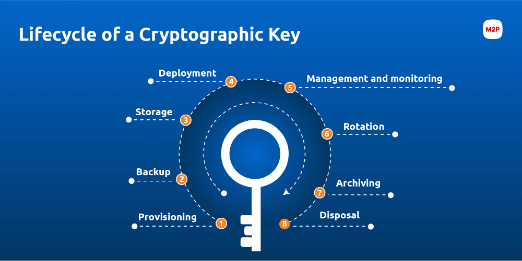 Lifecycle of a Cryptographic Key
M2P
Deployment
4
5
Management and monitoring
Storage
3
6
Rotation
Backup
2
7
Archiving
Provisioning
1
8
Disposal